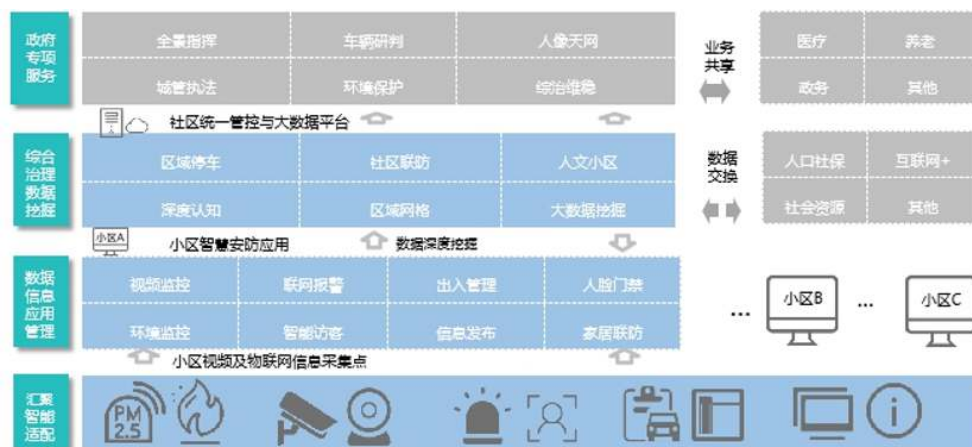 政府
专项
服务
全景指挥
车辆研判
人像天网
城管执法
环境保护
综治维稳
业务
共享
医疗
养老
政务
其他
社区统一管控与大数据平台
综合
治理
数据
挖掘
区域停车
社区联防
人文小区
深度认知
区域网格
大数据挖掘
数据
交换
人口社保
互联网+
社会资源
其他
小区A
小区智慧安防应用
数据深度挖掘
数据
信息
应用
管理
视频监控
联网报警
出入管理
人脸门禁
环境监控
智能访客
信息发布
家居联防
...
小区B
...
小区C
小区视频及物联网信息采集点
汇聚
智能
适配
PM
2.5